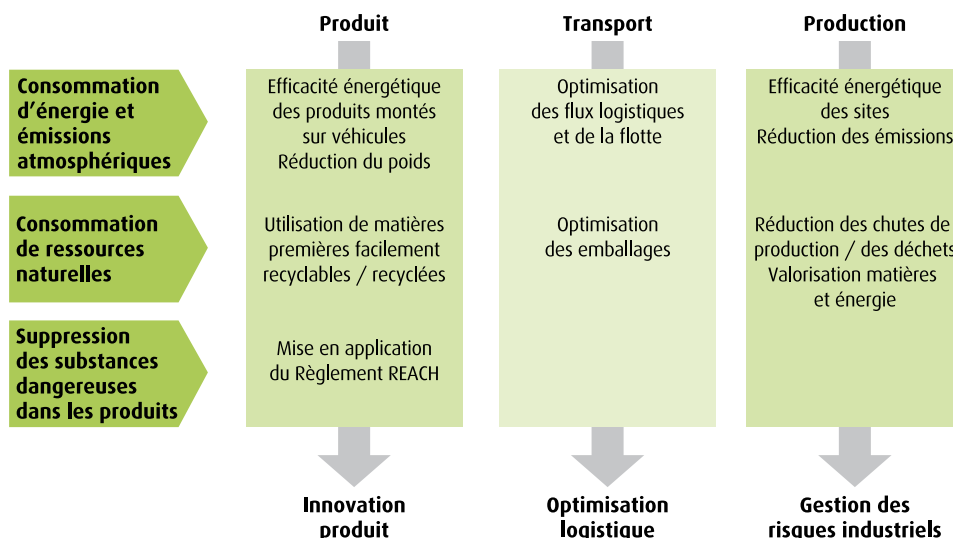 Produit
Transport
Production
Consommation
d’énergie et
émissions
atmosphériques
Efficacité énergétique
des produits montés
sur véhicules
Réduction du poids
Optimisation
des flux logistiques
et de la flotte
Efficacité énergétique
des sites
Réduction des émissions
Consommation
de ressources
naturelles
Utilisation de matières
premières facilement
recyclables / recyclées
Optimisation
des emballages
Réduction des chutes de
production / des déchets
Valorisation matières
et énergie
Suppression
des substances
dangereuses
dans les produits
Mise en application
du Règlement REACH
Innovation
produit
Optimisation
logistique
Gestion des
risques industriels